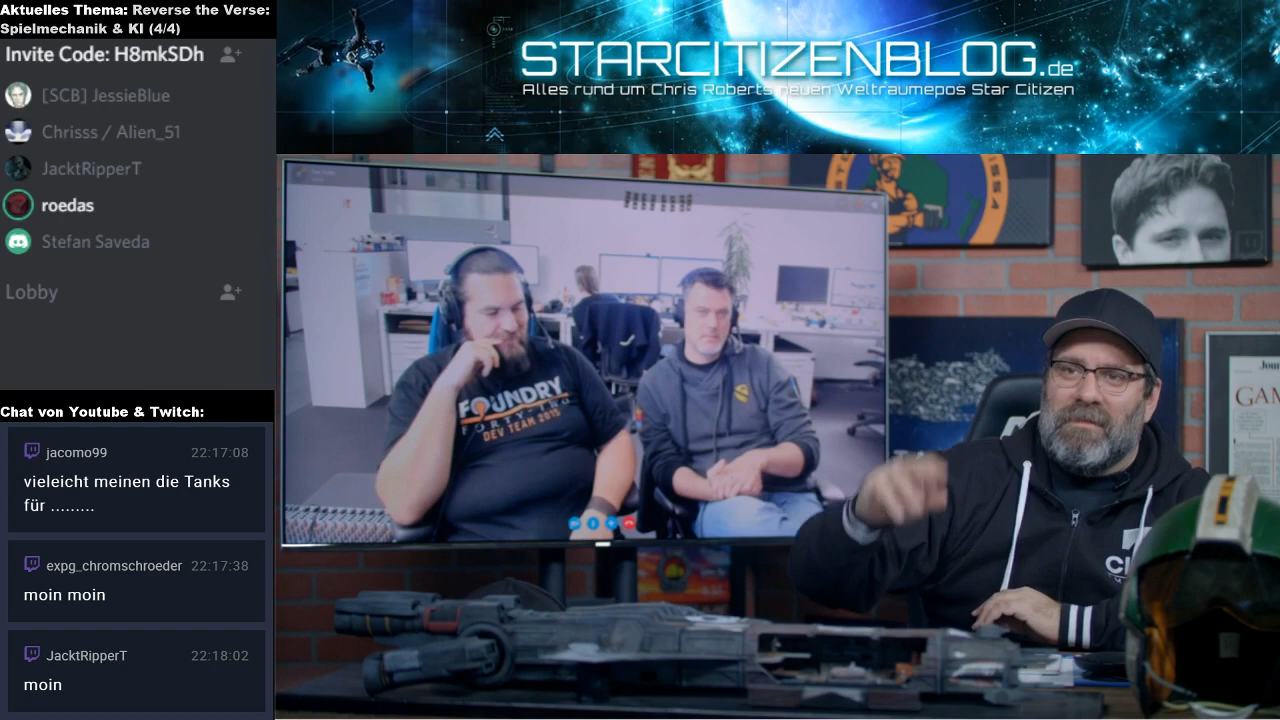 Aktuelles Thema: Reverse the Verse:
Spielmechanik & KI (4/4)
Invite Code: H8mkSDh
[SCB] JessieBlue
Chrisss / Alien_51
JacktRipperT
roedas
Stefan Saveda
Lobby
Chat von Youtube & Twitch:
jacomo99 22:17:08
vieleicht meinen die Tanks
für .........
expg_chromschroeder 22:17:38
moin moin
JacktRipperT 22:18:02
moin
STARCITIZENBLOG.de
Alles rund um Chris Roberts neuen Weltraumepos Star Citizen
FOUNDRY
FORTY-TWO
DEV TEAM 2015